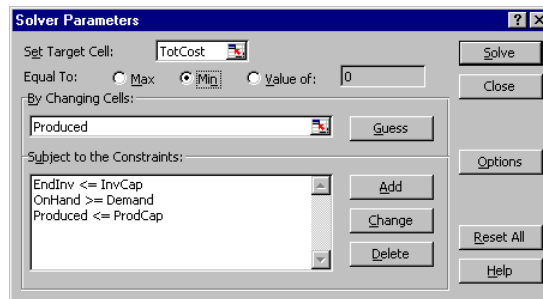 Solver Parameters ? X
Set Target Cell: TotCost Solve
Equal To: Max Min Value of: 0
Close
By Changing Cells:
Produced Guess
Subject to the Constraints:
Options
EndInv <= InvCap Add
OnHand >= Demand
Produced <= ProdCap Change
Reset All
Delete
Help